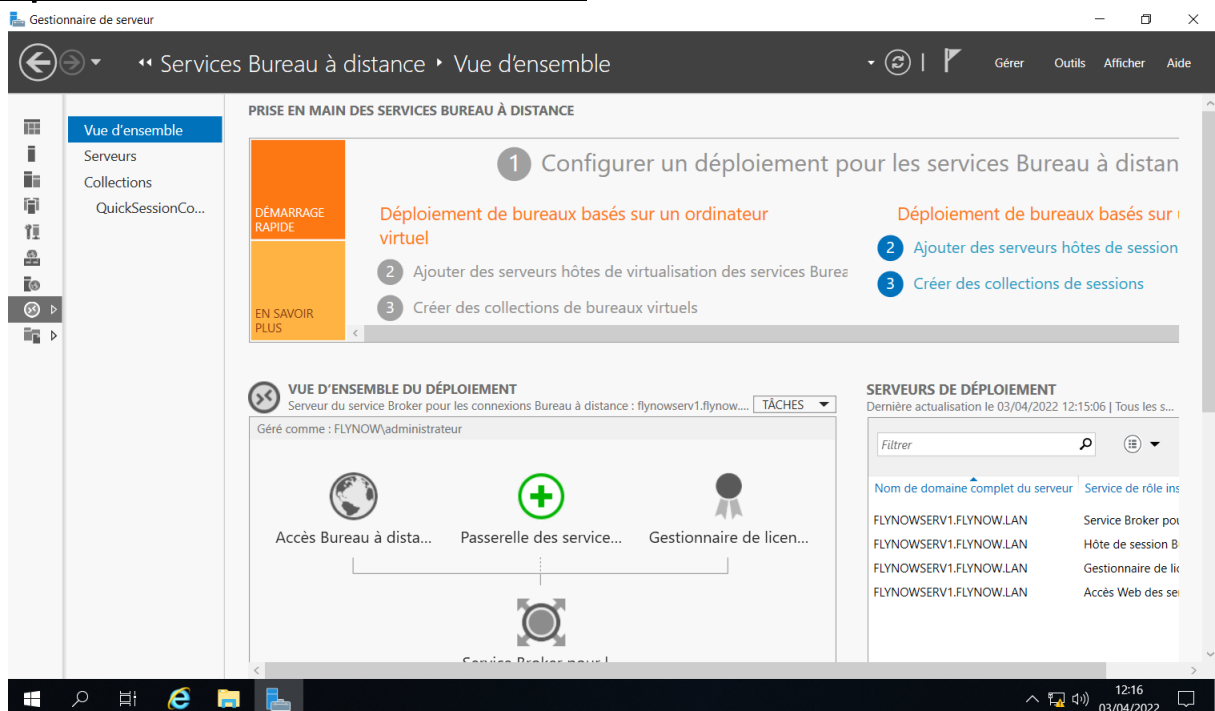 Gestionnaire de serveur
Services Bureau à distance
Vue d'ensemble
Gérer
Outils
Afficher
Aide
Vue d'ensemble
Serveurs
Collections
QuickSessionCo...
PRISE EN MAIN DES SERVICES BUREAU À DISTANCE
DÉMARRAGE
RAPIDE
EN SAVOIR
PLUS
1 Configurer un déploiement pour les services Bureau à distan
Déploiement de bureaux basés sur un ordinateur
virtuel
2 Ajouter des serveurs hôtes de virtualisation des services Burea
3 Créer des collections de bureaux virtuels
Déploiement de bureaux basés sur
2 Ajouter des serveurs hôtes de session
3 Créer des collections de sessions
VUE D'ENSEMBLE DU DÉPLOIEMENT
Serveur du service Broker pour les connexions Bureau à distance : flynowserv1.flynow....
TÂCHES
Géré comme : FLYNOW\administrateur
Accès Bureau à dista...
Passerelle des service...
Gestionnaire de licen...
SERVEURS DE DÉPLOIEMENT
Dernière actualisation le 03/04/2022 12:15:06 | Tous les s...
Filtrer
Nom de domaine complet du serveur
Service de rôle ins
FLYNOWSERV1.FLYNOW.LAN Service Broker pou
FLYNOWSERV1.FLYNOW.LAN Hôte de session B
FLYNOWSERV1.FLYNOW.LAN Gestionnaire de lic
FLYNOWSERV1.FLYNOW.LAN Accès Web des ser
12:16
03/04/2022